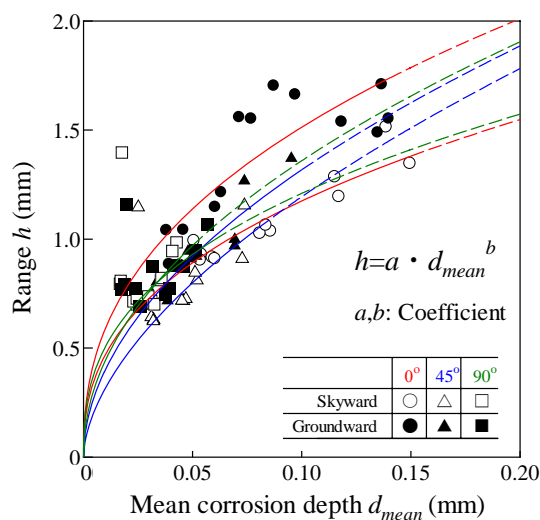 2.0
1.5
1.0
0.5
0
0.05
0.10
0.15
0.20
Range h (mm)
Mean corrosion depth d_mean (mm)
h=a・d_mean^b
a,b: Coefficient
0° 45° 90°
Skyward
Groundward